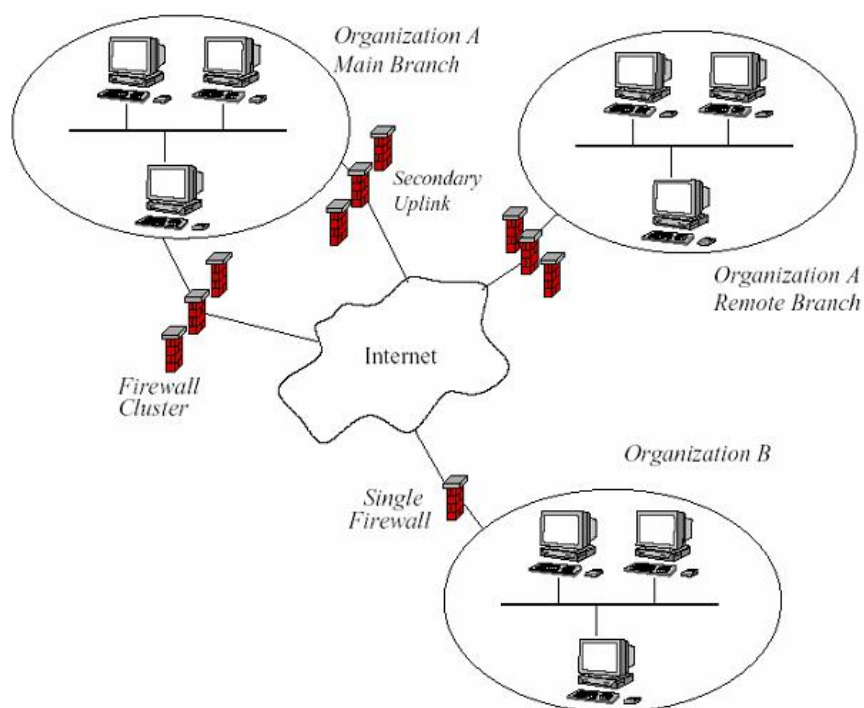 Organization A
Main Branch
Secondary
Uplink
Organization A
Remote Branch
Internet
Firewall
Cluster
Organization B
Single
Firewall